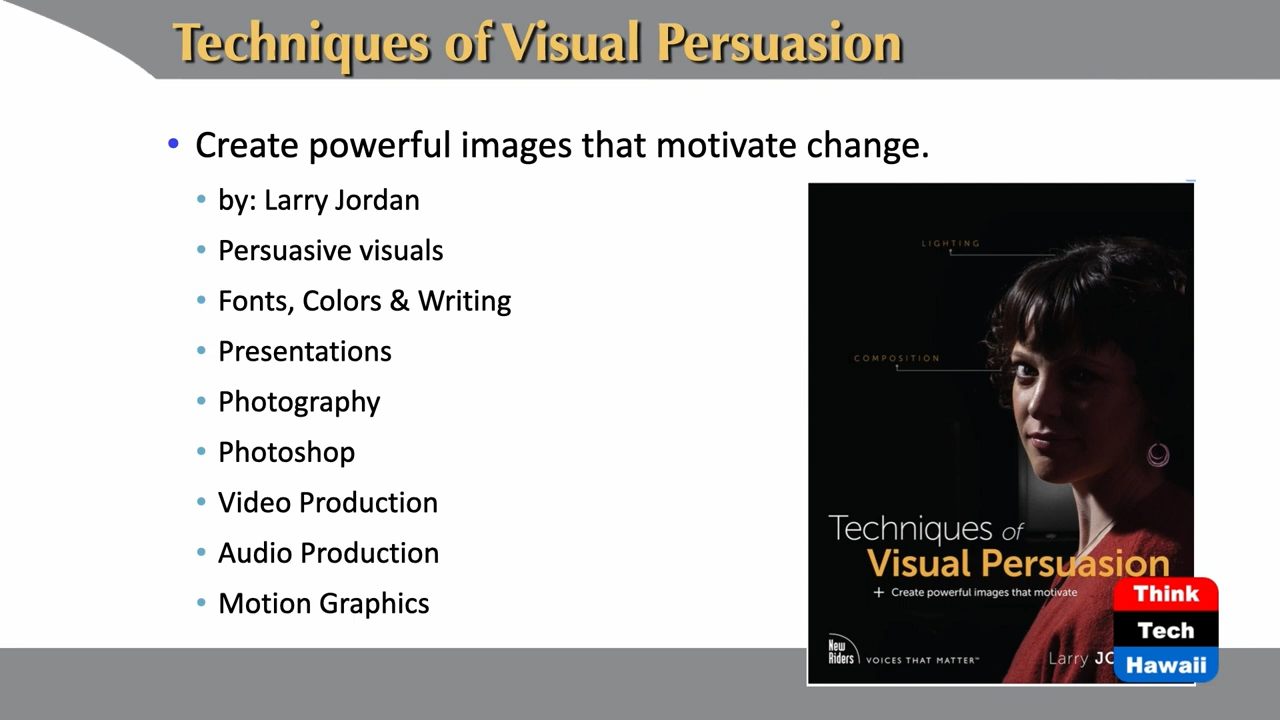 Techniques of Visual Persuasion
• Create powerful images that motivate change.
• by: Larry Jordan
• Persuasive visuals
• Fonts, Colors & Writing
• Presentations
• Photography
• Photoshop
• Video Production
• Audio Production
• Motion Graphics
LIGHTING
COMPOSITION
Techniques of
Visual Persuasion
+ Create powerful images that motivate
New
Riders
VOICES THAT MATTER™
Larry
Think
Tech
Hawaii